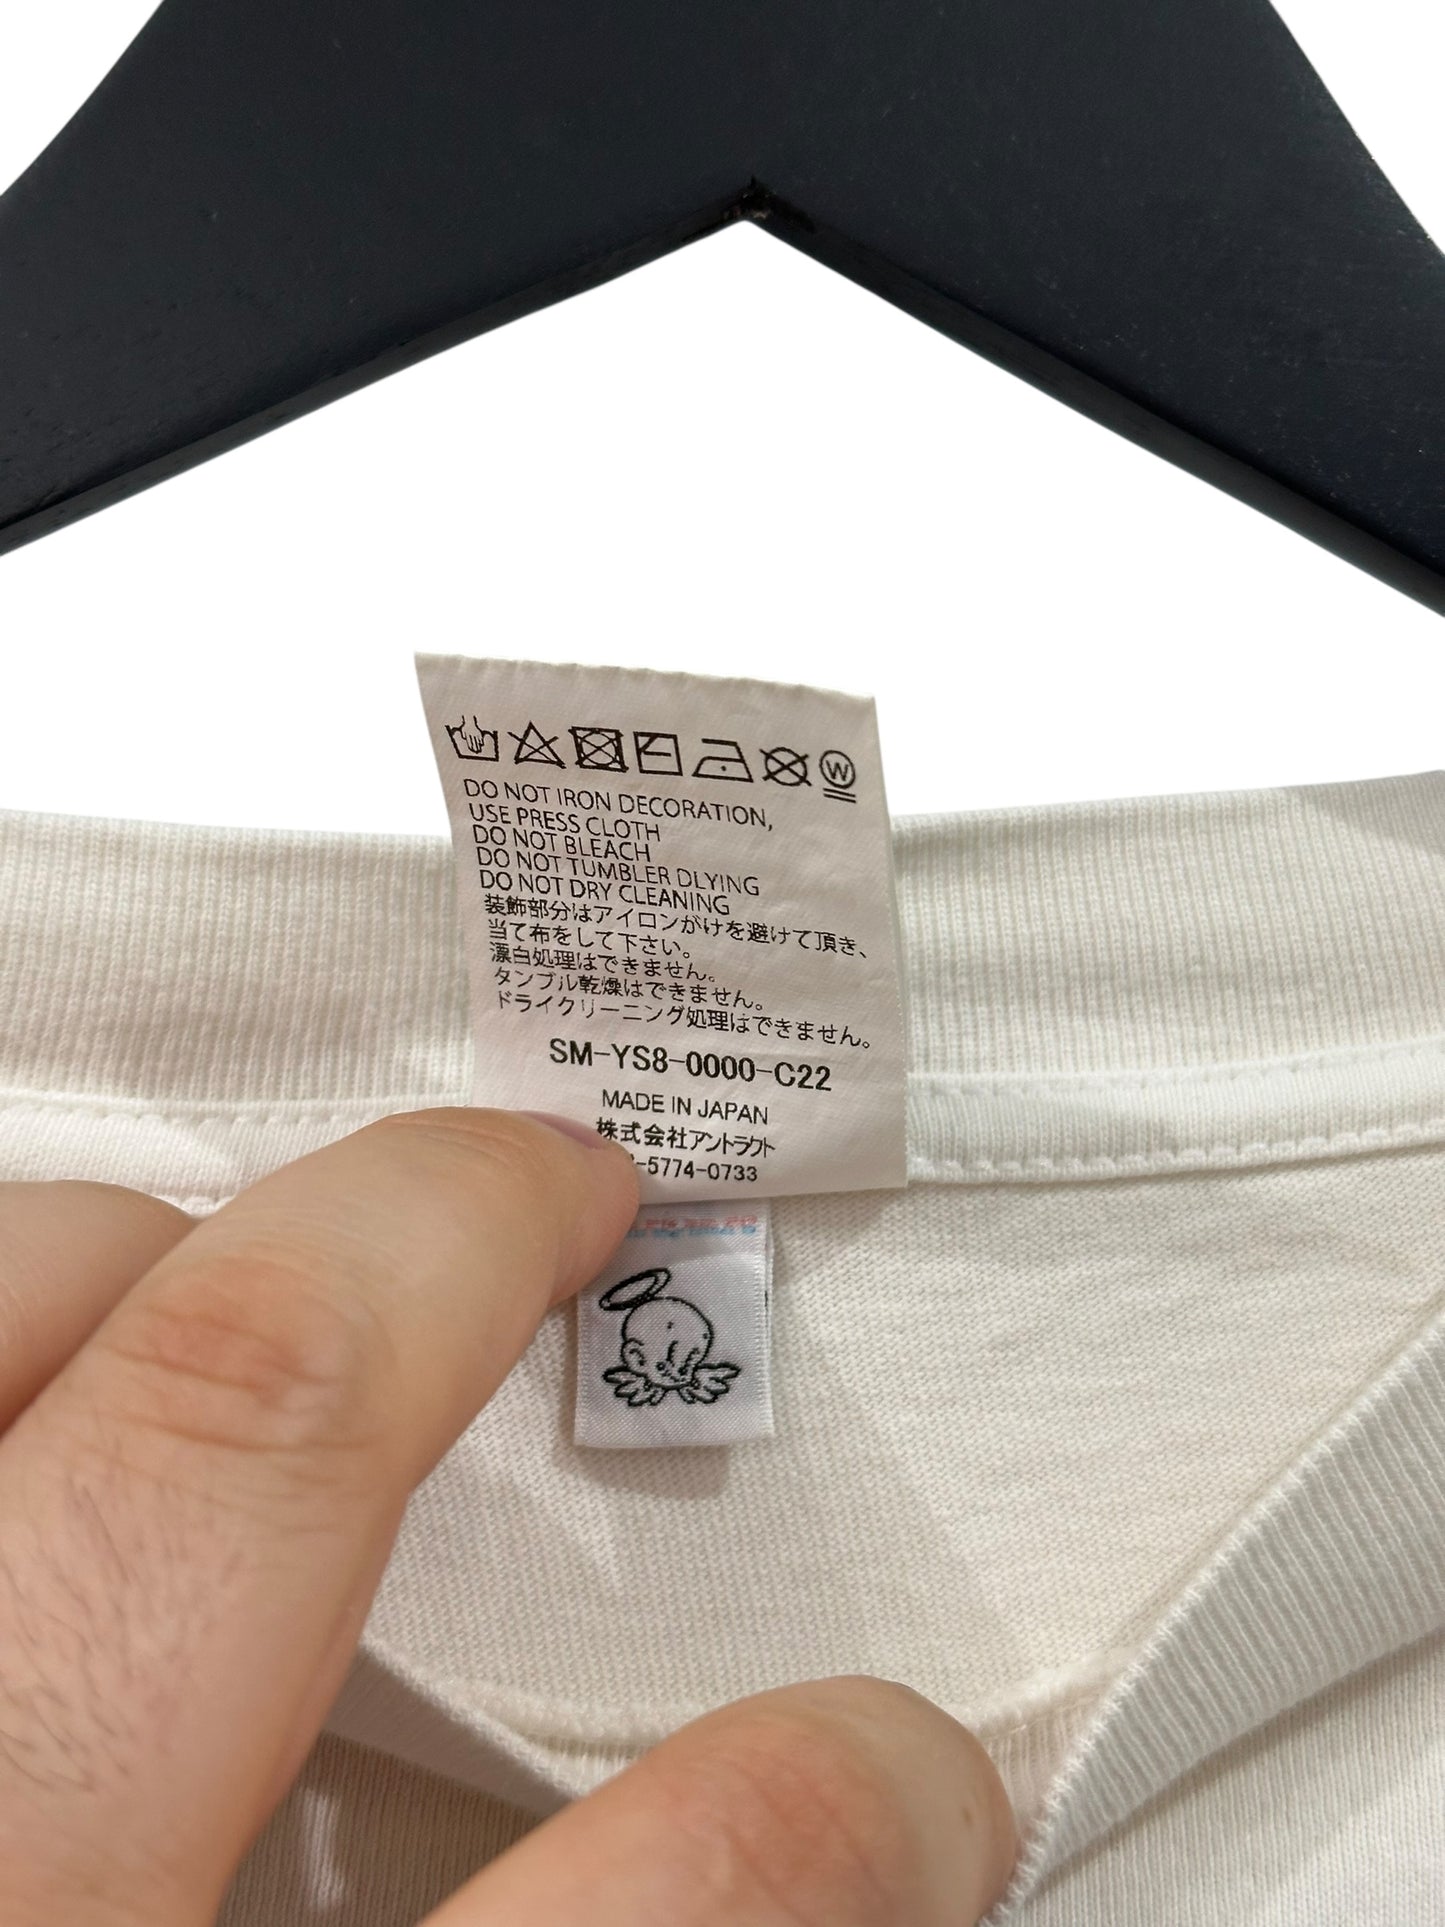 W
DO NOT IRON DECORATION,
USE PRESS CLOTH
DO NOT BLEACH
DO NOT TUMBLER DLYING
DO NOT DRY CLEANING
装飾部分はアイロンがけを避けて頂き、
当て布をして下さい。
漂白処理はできません。
タンブル乾燥はできません。
ドライクリーニング処理はできません。
SM-YS8-0000-C22
MADE IN JAPAN
株式会社アントラクト
-5774-0733